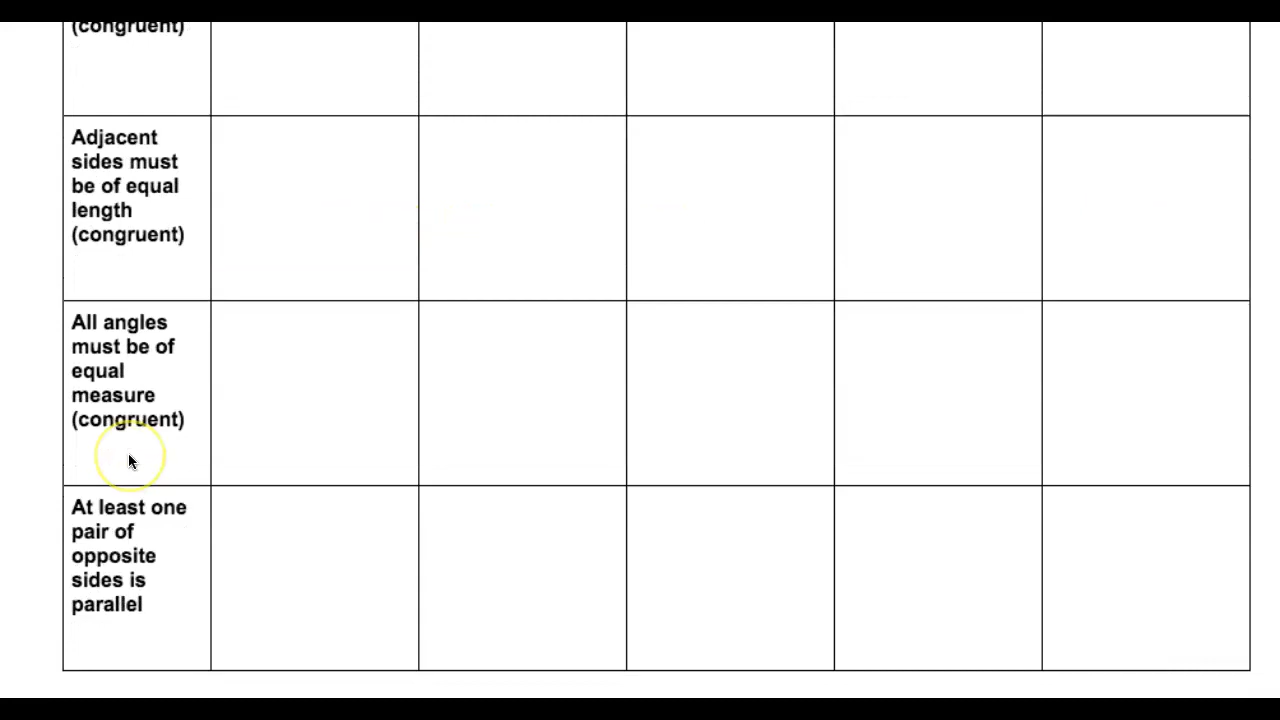 (congruent)
Adjacent
sides must
be of equal
length
(congruent)
All angles
must be of
equal
measure
(congruent)
At least one
pair of
opposite
sides is
parallel